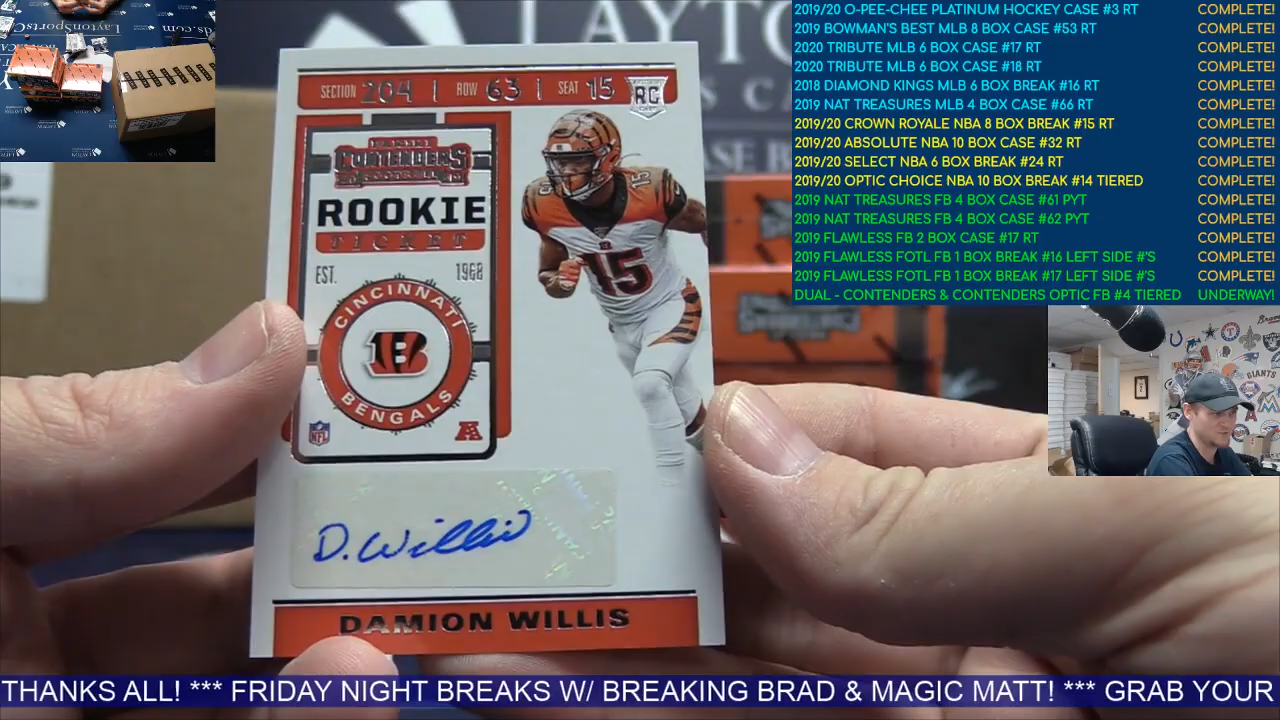 2019/20 O-PEE-CHEE PLATINUM HOCKEY CASE #3 RT COMPLETE!
2019 BOWMAN'S BEST MLB 8 BOX CASE #53 RT COMPLETE!
2020 TRIBUTE MLB 6 BOX CASE #17 RT COMPLETE!
2020 TRIBUTE MLB 6 BOX CASE #18 RT COMPLETE!
2018 DIAMOND KINGS MLB 6 BOX BREAK #16 RT COMPLETE!
2019 NAT TREASURES MLB 4 BOX CASE #66 RT COMPLETE!
2019/20 CROWN ROYALE NBA 8 BOX BREAK #15 RT COMPLETE!
2019/20 ABSOLUTE NBA 10 BOX CASE #32 RT COMPLETE!
2019/20 SELECT NBA 6 BOX BREAK #24 RT COMPLETE!
2019/20 OPTIC CHOICE NBA 10 BOX BREAK #14 TIERED COMPLETE!
2019 NAT TREASURES FB 4 BOX CASE #61 PYT COMPLETE!
2019 NAT TREASURES FB 4 BOX CASE #62 PYT COMPLETE!
2019 FLAWLESS FB 2 BOX CASE #17 RT COMPLETE!
2019 FLAWLESS FOTL FB 1 BOX BREAK #16 LEFT SIDE #'S COMPLETE!
2019 FLAWLESS FOTL FB 1 BOX BREAK #17 LEFT SIDE #'S COMPLETE!
DUAL - CONTENDERS & CONTENDERS OPTIC FB #4 TIERED UNDERWAY!
SECTION 204 | ROW 63 | SEAT 15 RC
PANINI
CONTENDERS
FOOTBALL
ROOKIE
TICKET
EST. 1968
CINCINNATI
B
BENGALS
NFL
A
15
15
D. Willis
DAMION WILLIS
GIANTS
THANKS ALL! *** FRIDAY NIGHT BREAKS W/ BREAKING BRAD & MAGIC MATT! *** GRAB YOUR